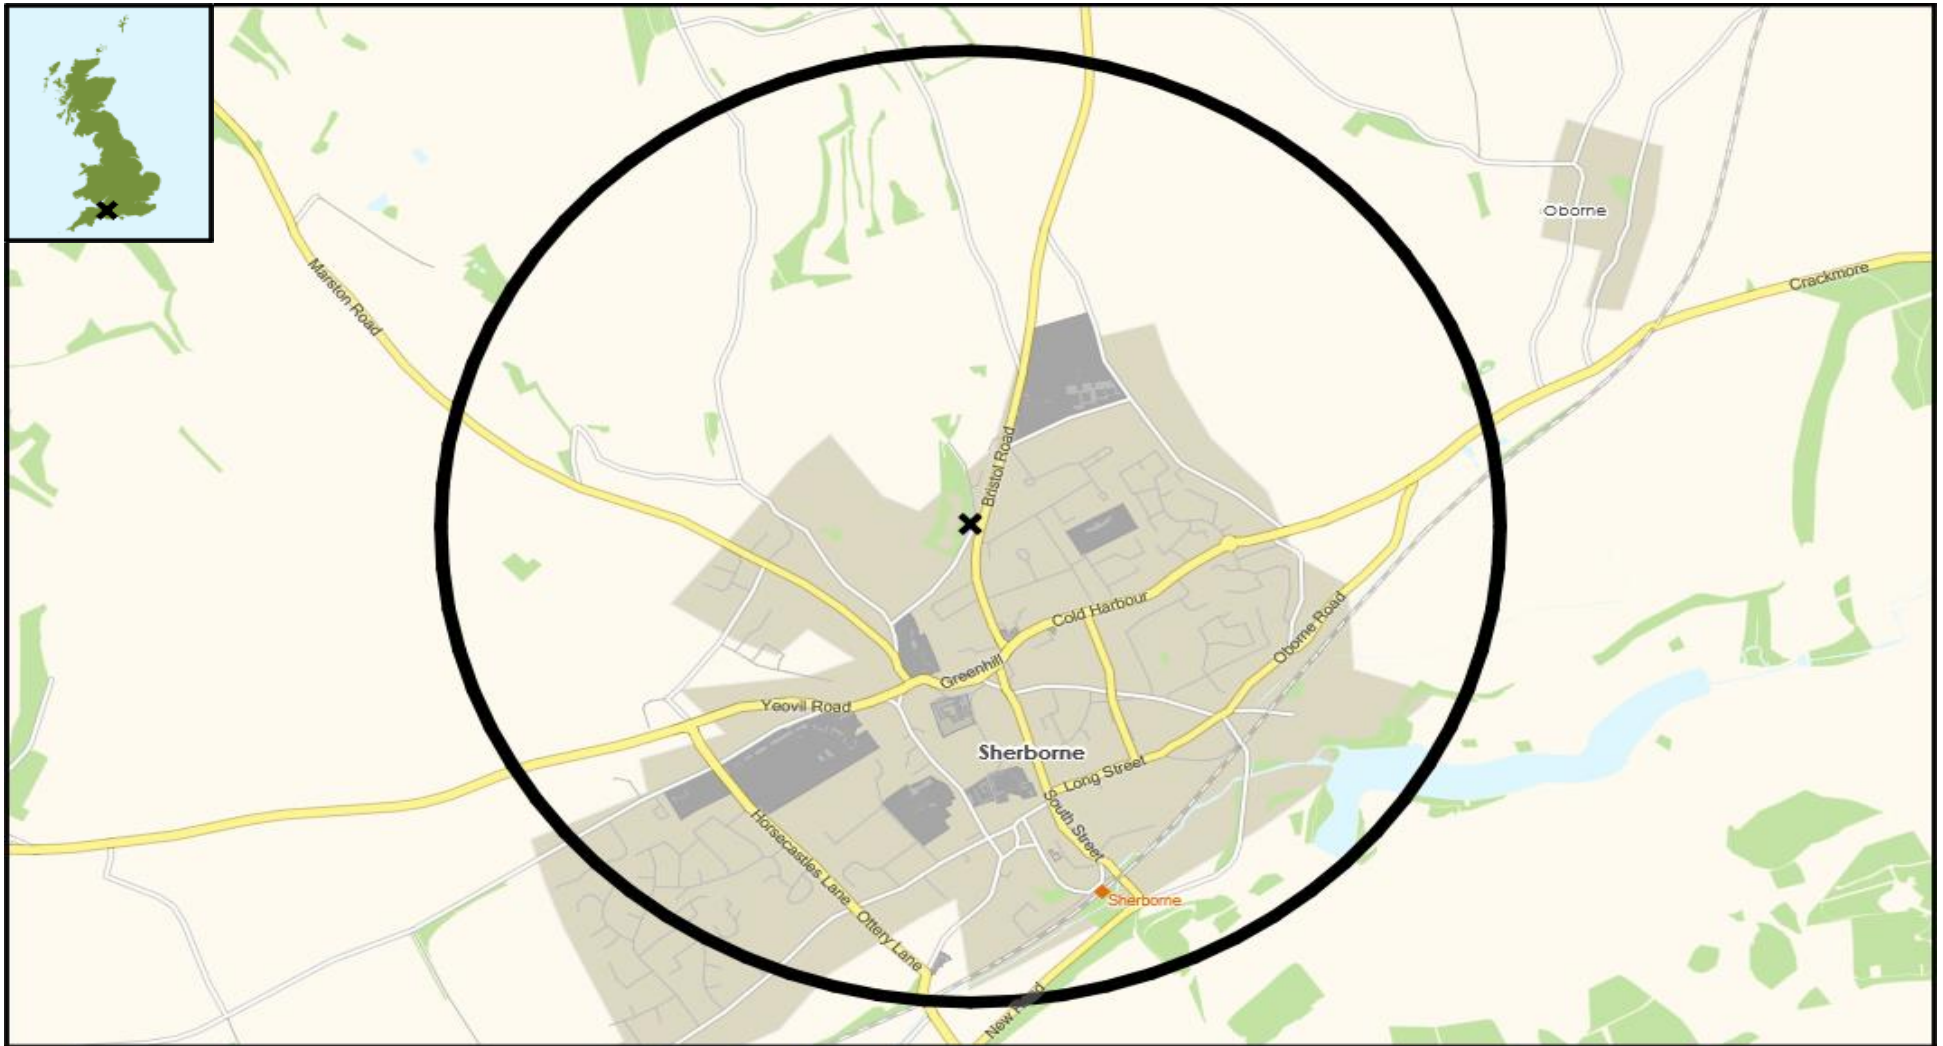 Oborne
Crackmore
Marston Road
Bristol Road
Cold Harbour
Oborne Road
Greenhill
Yeovil Road
Sherborne
Long Street
South Street
Horsecastles Lane
Sherborne
Ottery Lane
New Road